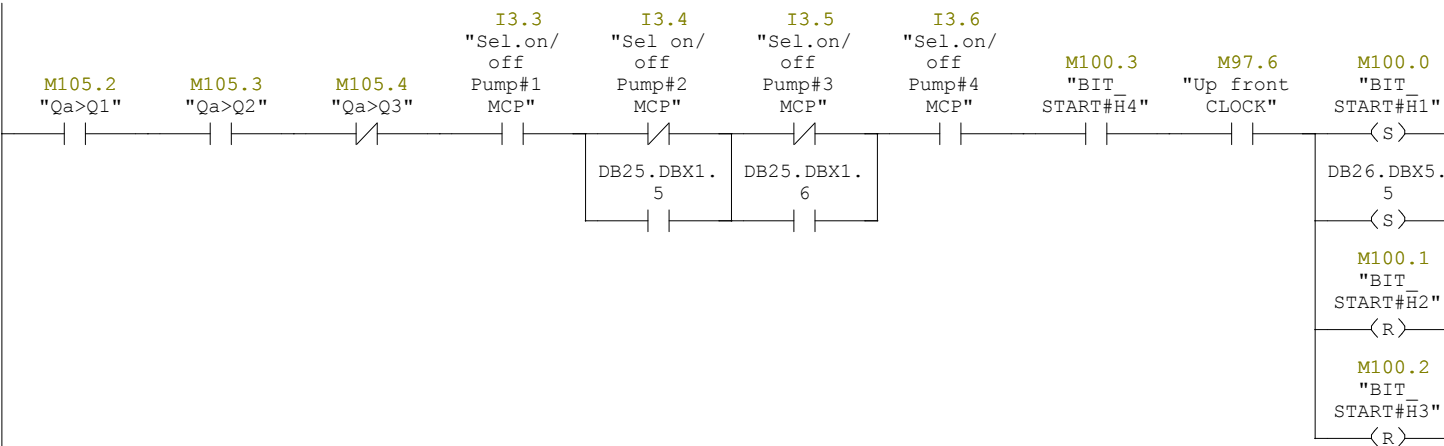 I3.3
"Sel.on/
off
Pump#1
MCP"
I3.4
"Sel on/
off
Pump#2
MCP"
I3.5
"Sel.on/
off
Pump#3
MCP"
I3.6
"Sel.on/
off
Pump#4
MCP"
M105.2
"Qa>Q1"
M105.3
"Qa>Q2"
M105.4
"Qa>Q3"
M100.3
"BIT_
START#H4"
M97.6
"Up front
CLOCK"
M100.0
"BIT_
START#H1"
S
DB25.DBX1.
5
DB25.DBX1.
6
DB26.DBX5.
5
S
M100.1
"BIT_
START#H2"
R
M100.2
"BIT_
START#H3"
R